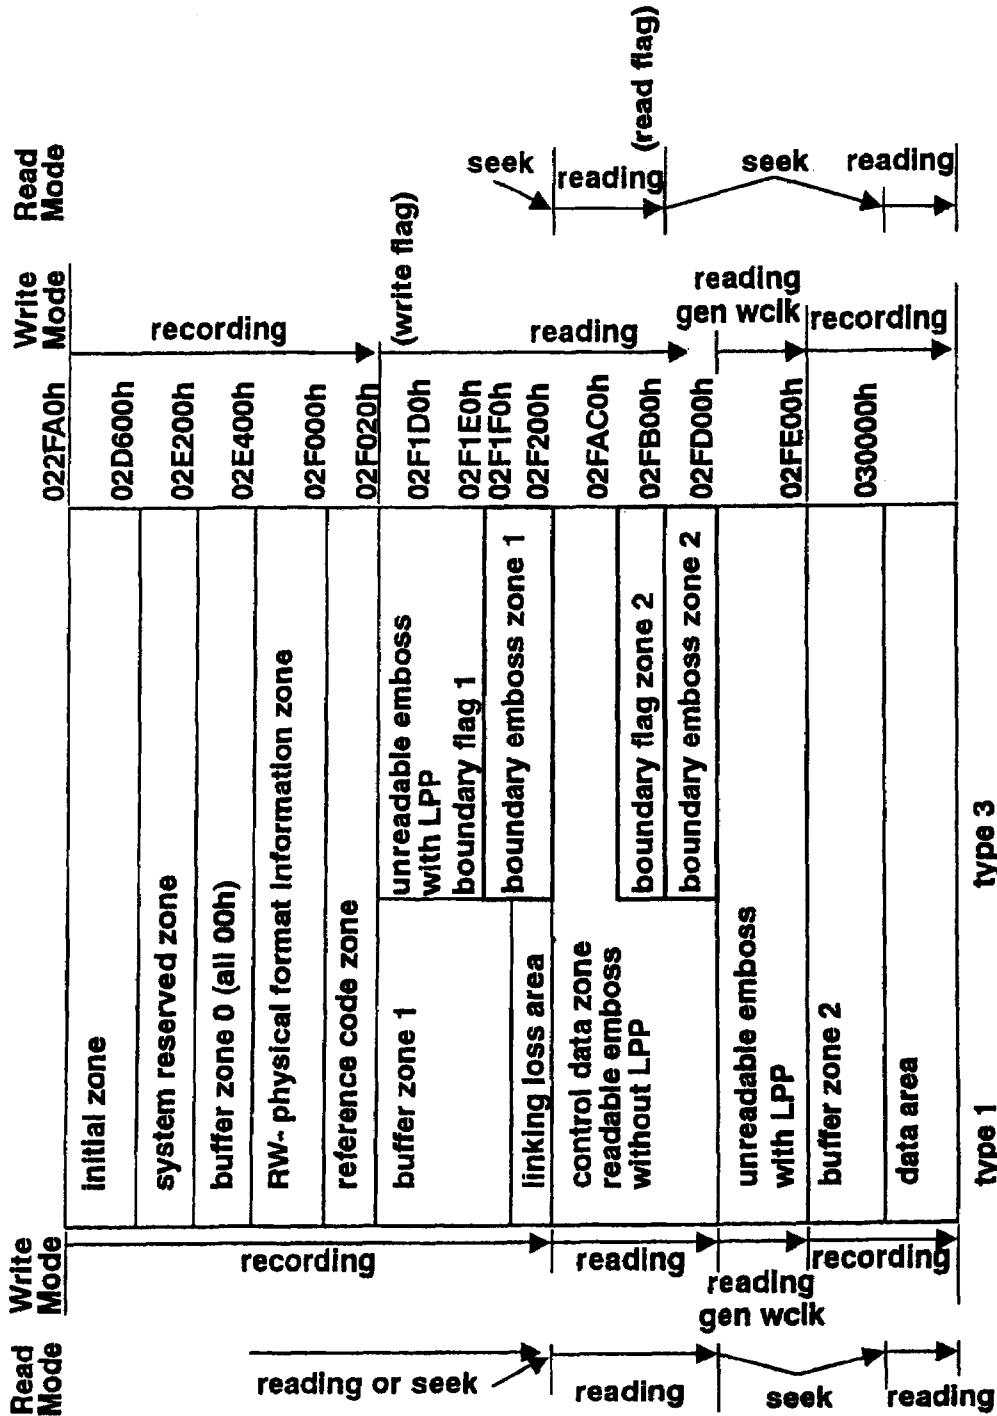 Read
Mode
Write
Mode
recording
reading
reading
gen wclk
recording
reading or seek
reading
seek
reading
type 1
type 3
initial zone
system reserved zone
buffer zone 0 (all 00h)
RW- physical format Information zone
reference code zone
buffer zone 1
linking loss area
control data zone
readable emboss
without LPP
unreadable emboss
with LPP
buffer zone 2
data area
unreadable emboss
with LPP
boundary flag 1
boundary emboss zone 1
boundary flag zone 2
boundary emboss zone 2
022FA0h
02D600h
02E200h
02E400h
02F000h
02F020h
02F1D0h
02F1E0h
02F1F0h
02F200h
02FAC0h
02FB00h
02FD00h
02FE00h
030000h
Write
Mode
recording
(write flag)
reading
reading
gen wclk
recording
Read
Mode
seek
reading
(read flag)
seek
reading